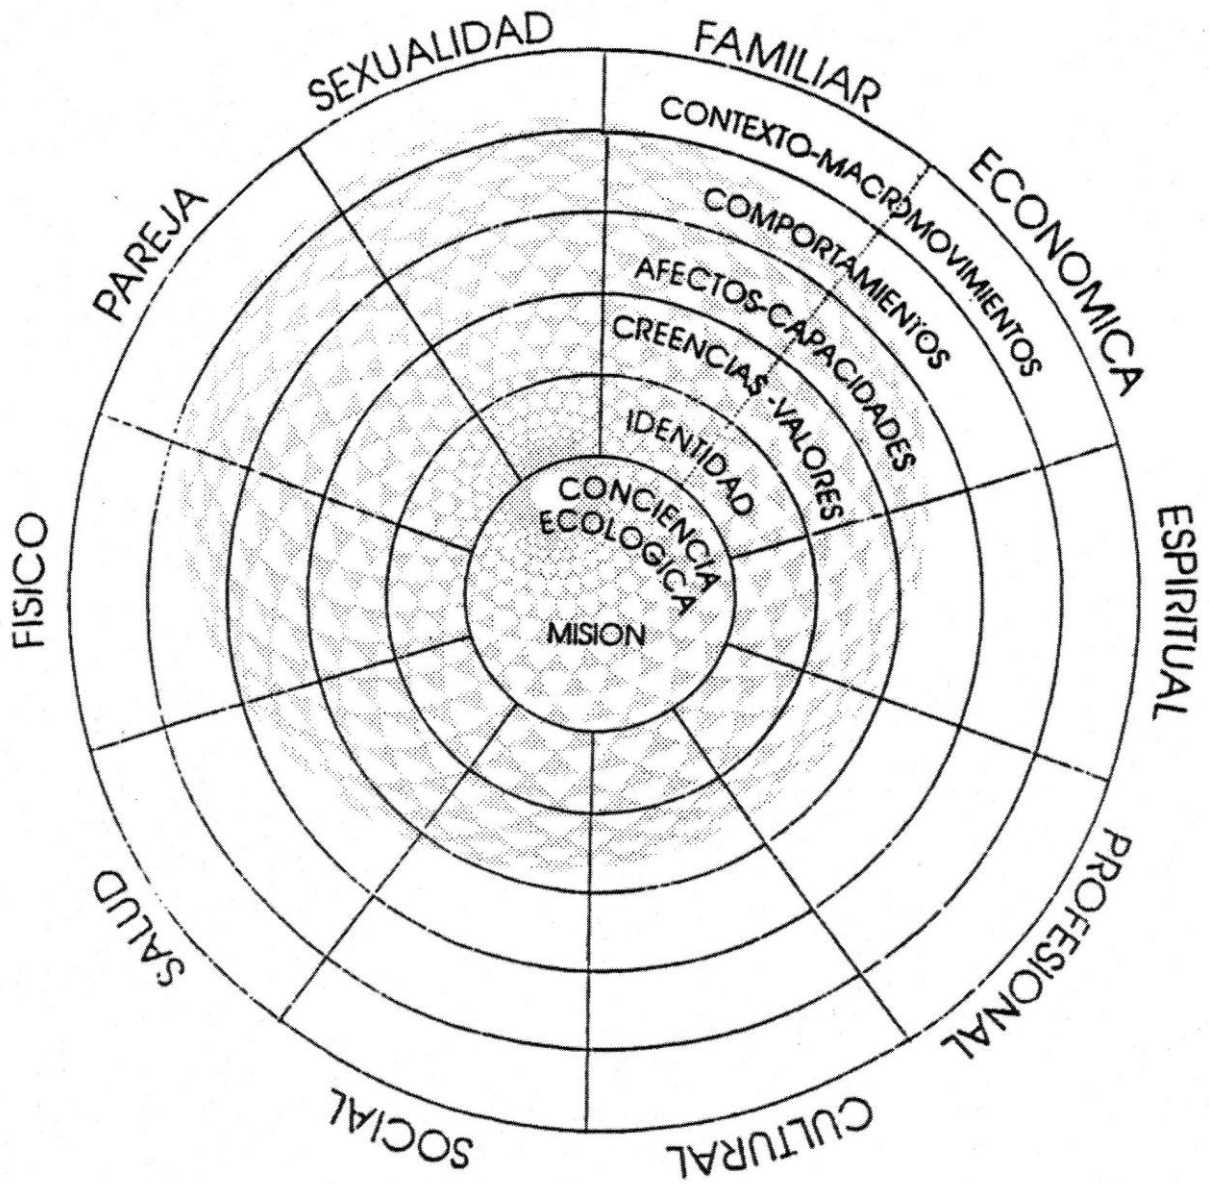 SEXUALIDAD
FAMILIAR
ECONOMICA
ESPIRITUAL
PROFESIONAL
CULTURAL
SOCIAL
SALUD
FISICO
PAREJA
CONTEXTO-MACROMOVIMIENTOS
COMPORTAMIENTOS
AFECTOS-CAPACIDADES
CREENCIAS-VALORES
IDENTIDAD
CONCIENCIA
ECOLOGICA
MISION